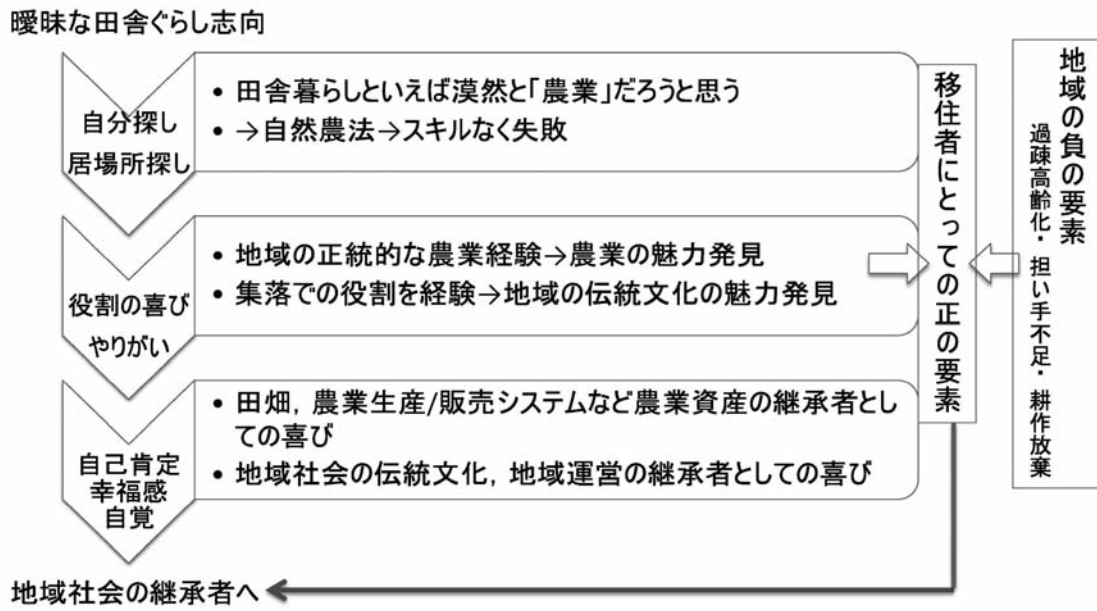 曖昧な田舎ぐらし志向
自分探し
居場所探し
• 田舎暮らしといえば漠然と「農業」だろうと思う
• →自然農法→スキルなく失敗
役割の喜び
やりがい
• 地域の正統的な農業経験→農業の魅力発見
• 集落での役割を経験→地域の伝統文化の魅力発見
自己肯定
幸福感
自覚
• 田畑，農業生産/販売システムなど農業資産の継承者とし
ての喜び
• 地域社会の伝統文化，地域運営の継承者としての喜び
移住者にとっての正の要素
地域の負の要素
過疎高齢化・担い手不足・耕作放棄
地域社会の継承者へ